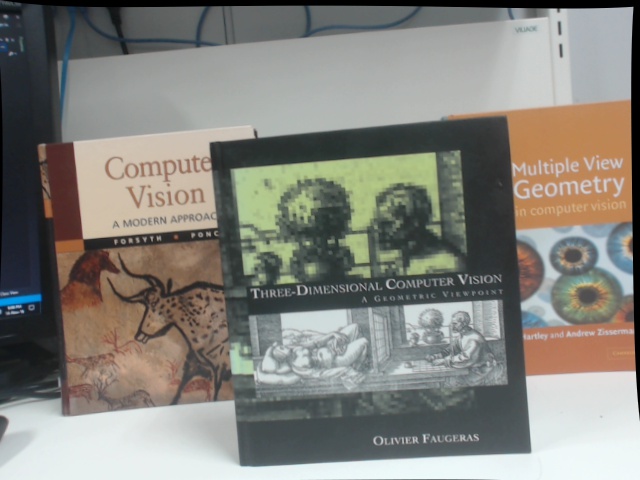 Compute
Vision
A MODERN APPROAC
FORSYTH • PONC
THREE-DIMENSIONAL COMPUTER VISION
A GEOMETRIC VIEWPOINT
OLIVIER FAUGERAS
Multiple View
Geometry
in computer vision
Hartley and Andrew Zisserma